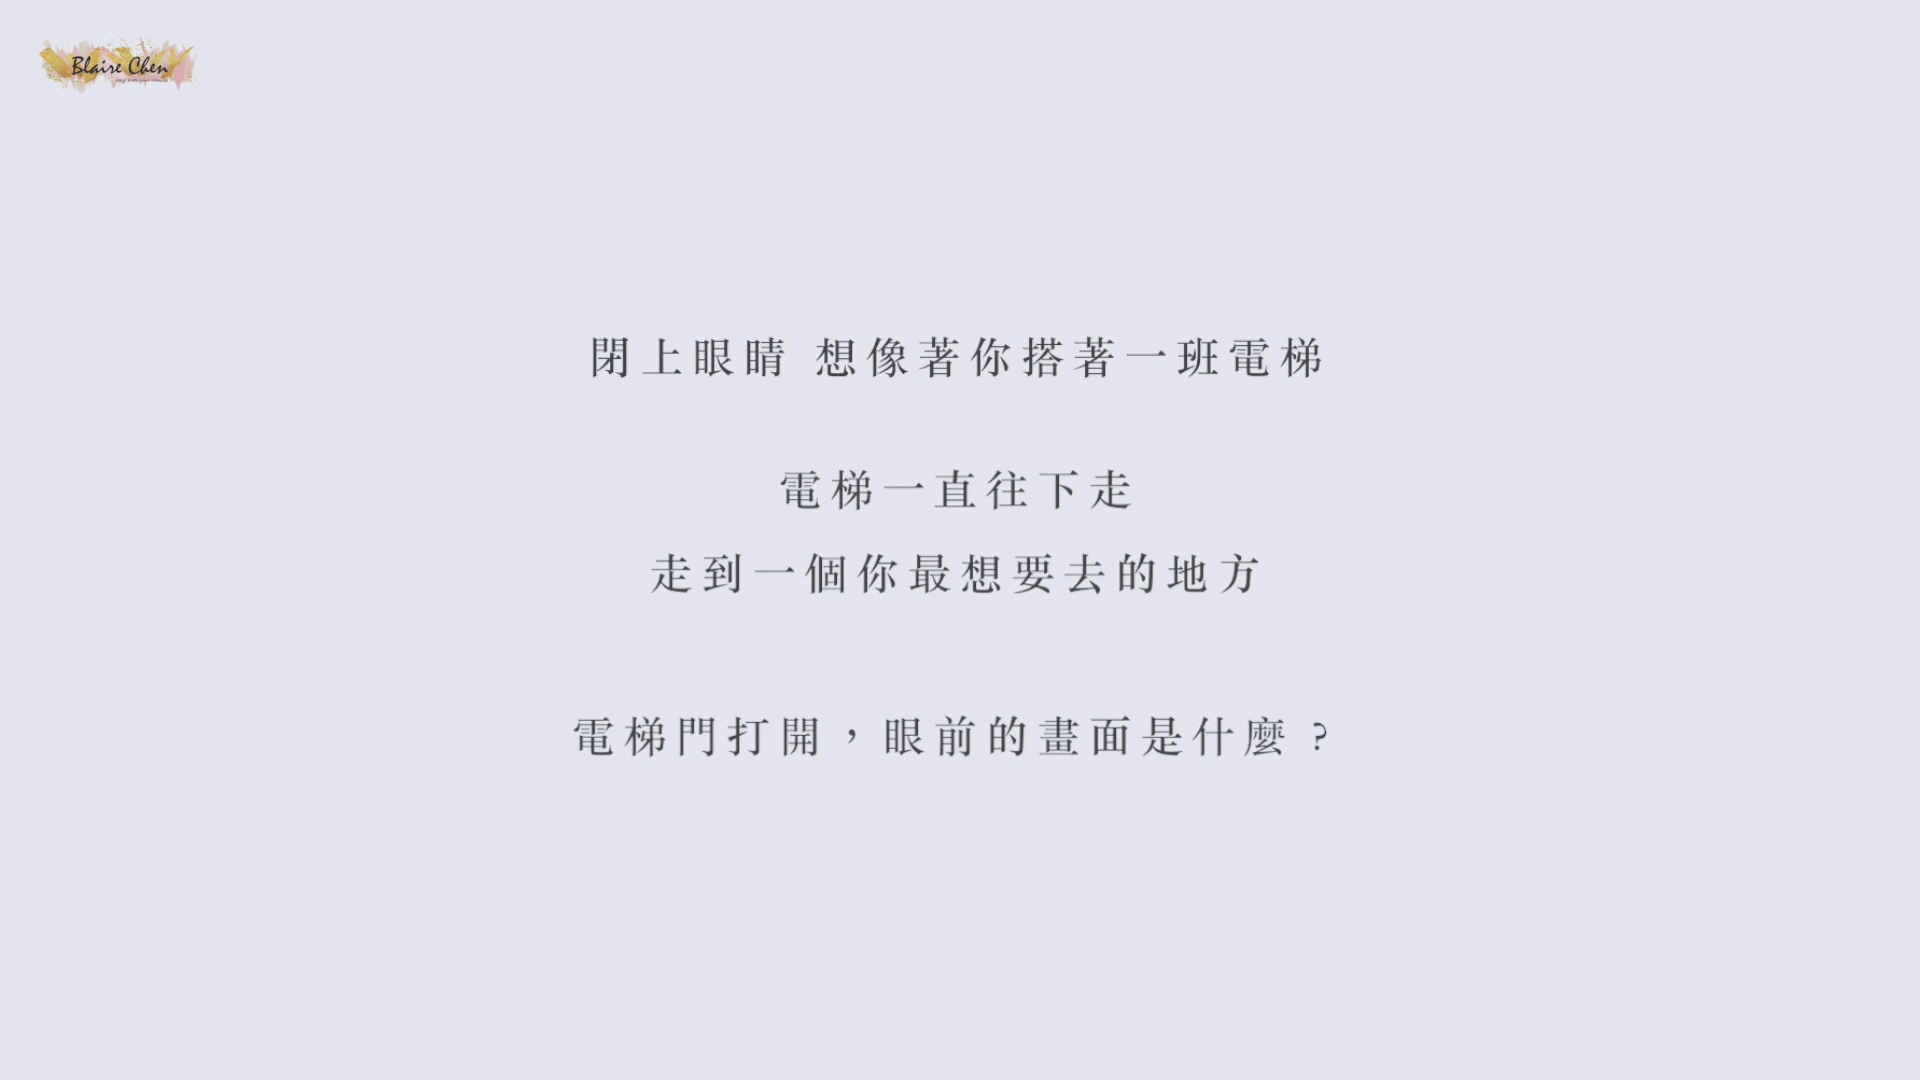 Blaire Chen
閉上眼睛 想像著你搭著一班電梯
電梯一直往下走
走到一個你最想要去的地方
電梯門打開，眼前的畫面是什麼？